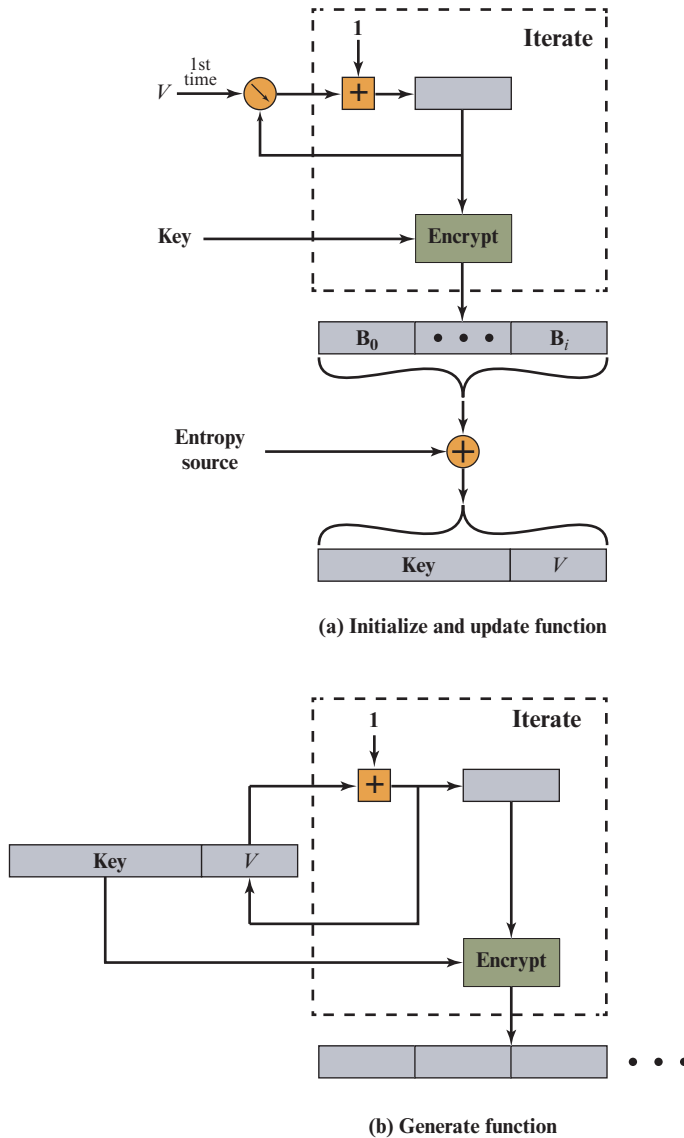 Iterate
1
1st
time
V
+
Key
Encrypt
B₀ • • • Bᵢ
Entropy
source
+
Key V
(a) Initialize and update function
Iterate
1
+
Key V
Encrypt
• • •
(b) Generate function